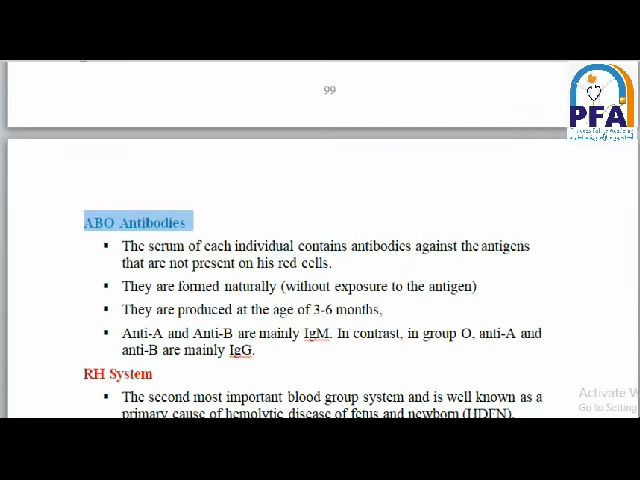 99
PFA
ABO Antibodies
▪ The serum of each individual contains antibodies against the antigens
that are not present on his red cells.
▪ They are formed naturally (without exposure to the antigen)
▪ They are produced at the age of 3-6 months,
▪ Anti-A and Anti-B are mainly IgM. In contrast, in group O, anti-A and
anti-B are mainly IgG.
RH System
▪ The second most important blood group system and is well known as a
primary cause of hemolytic disease of fetus and newborn (HDFN).
Activate W
Go to Setting